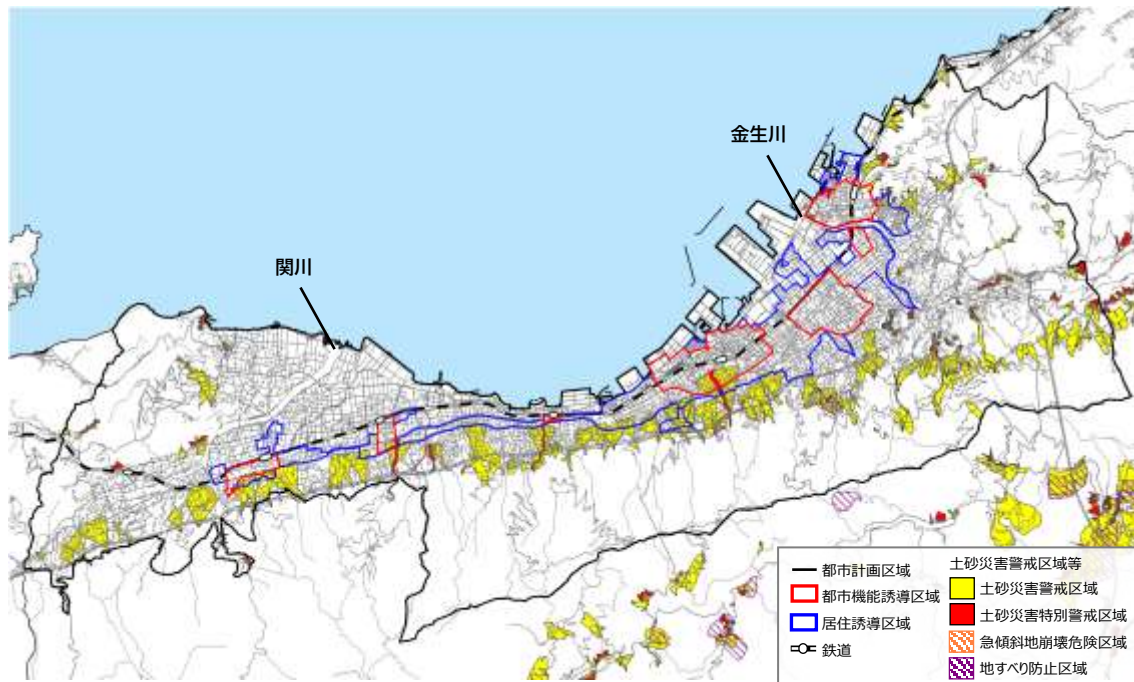 金生川
関川
都市計画区域
都市機能誘導区域
居住誘導区域
鉄道
土砂災害警戒区域等
土砂災害警戒区域
土砂災害特別警戒区域
急傾斜地崩壊危険区域
地すべり防止区域